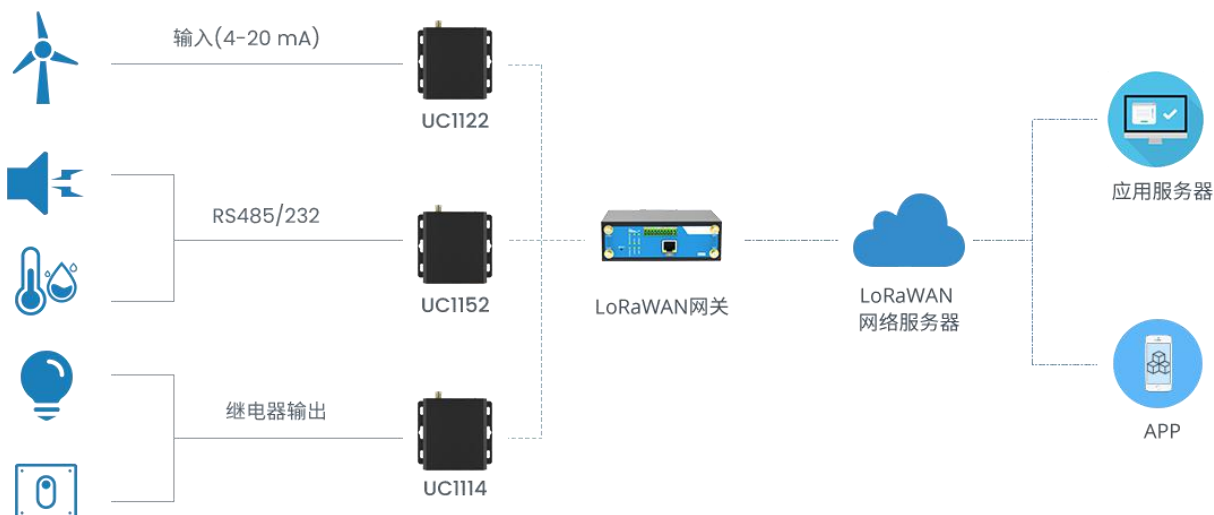 输入(4-20 mA)
UC1122
RS485/232
UC1152
继电器输出
UC1114
LoRaWAN网关
LoRaWAN
网络服务器
应用服务器
APP